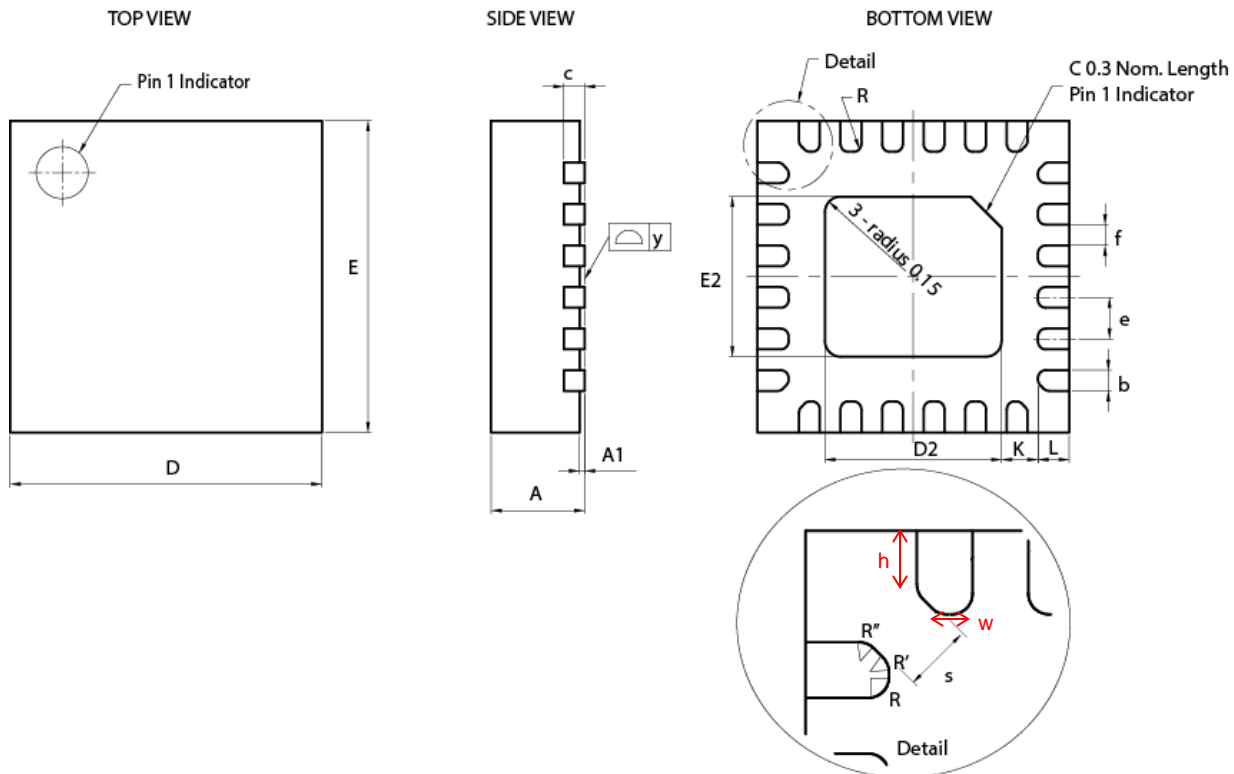 TOP VIEW
SIDE VIEW
BOTTOM VIEW
Pin 1 Indicator
c
Detail
R
C 0.3 Nom. Length
Pin 1 Indicator
E
y
E2
3 - radius 0.15
f
e
b
D
A1
A
D2
K
L
h
w
s
R''
R'
R
Detail